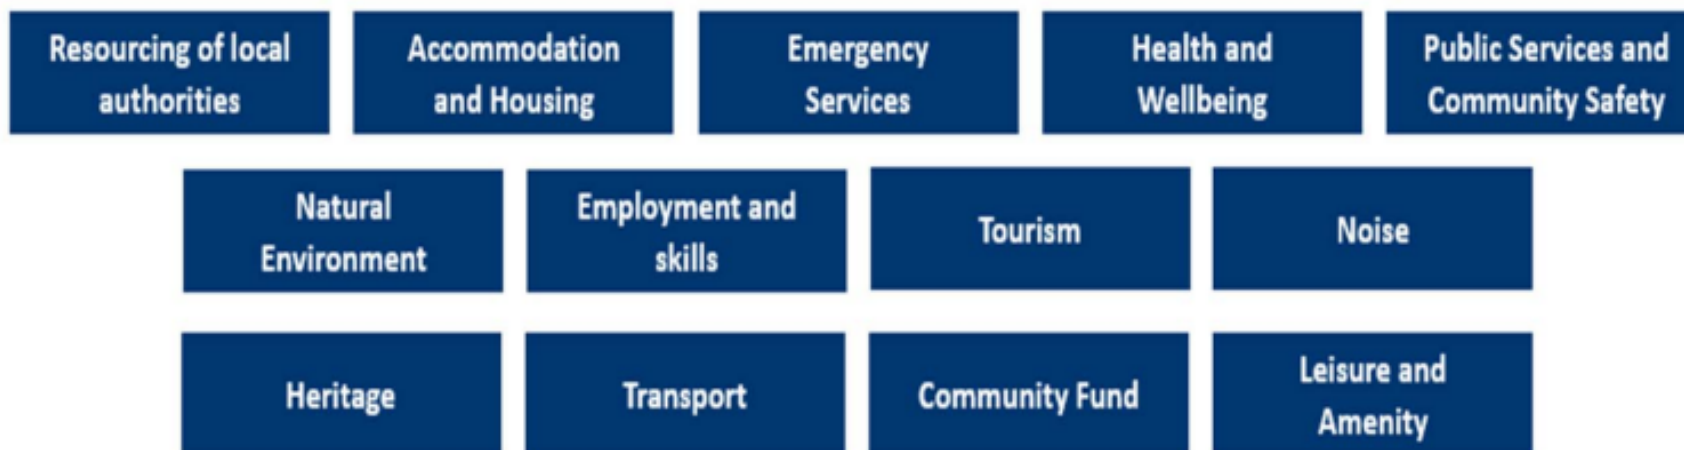 Resourcing of local
authorities
Accommodation
and Housing
Emergency
Services
Health and
Wellbeing
Public Services and
Community Safety
Natural
Environment
Employment and
skills
Tourism
Noise
Heritage
Transport
Community Fund
Leisure and
Amenity